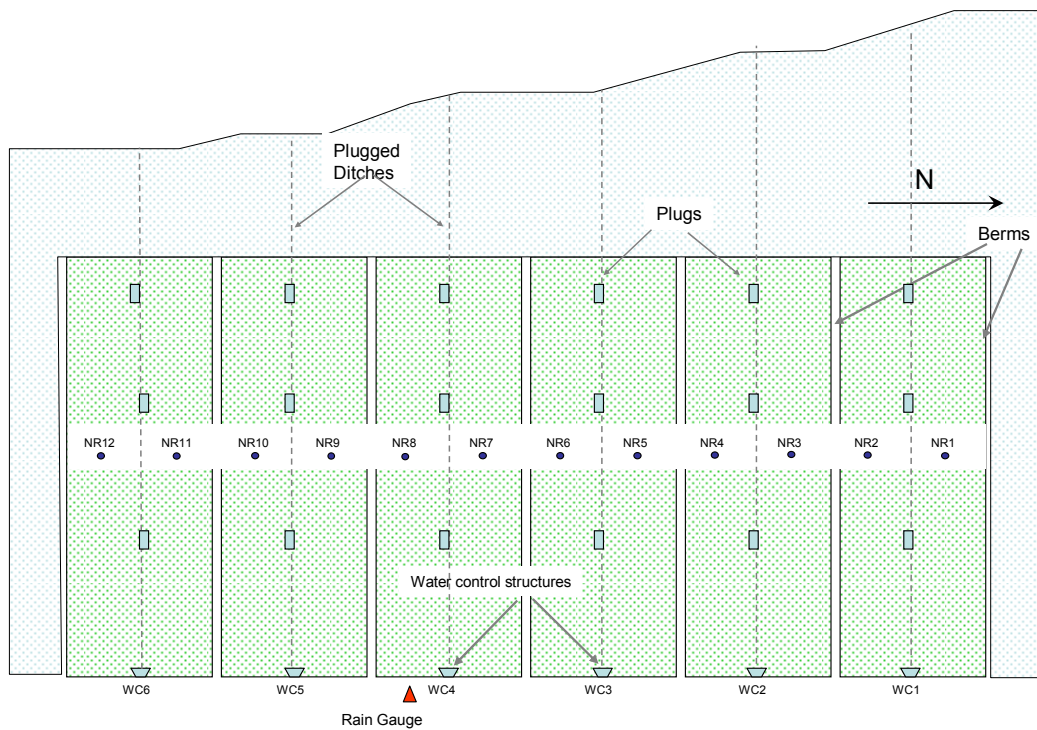 Plugged
Ditches
N
Plugs
Berms
NR12
NR11
NR10
NR9
NR8
NR7
NR6
NR5
NR4
NR3
NR2
NR1
Water control structures
WC6
WC5
WC4
WC3
WC2
WC1
Rain Gauge